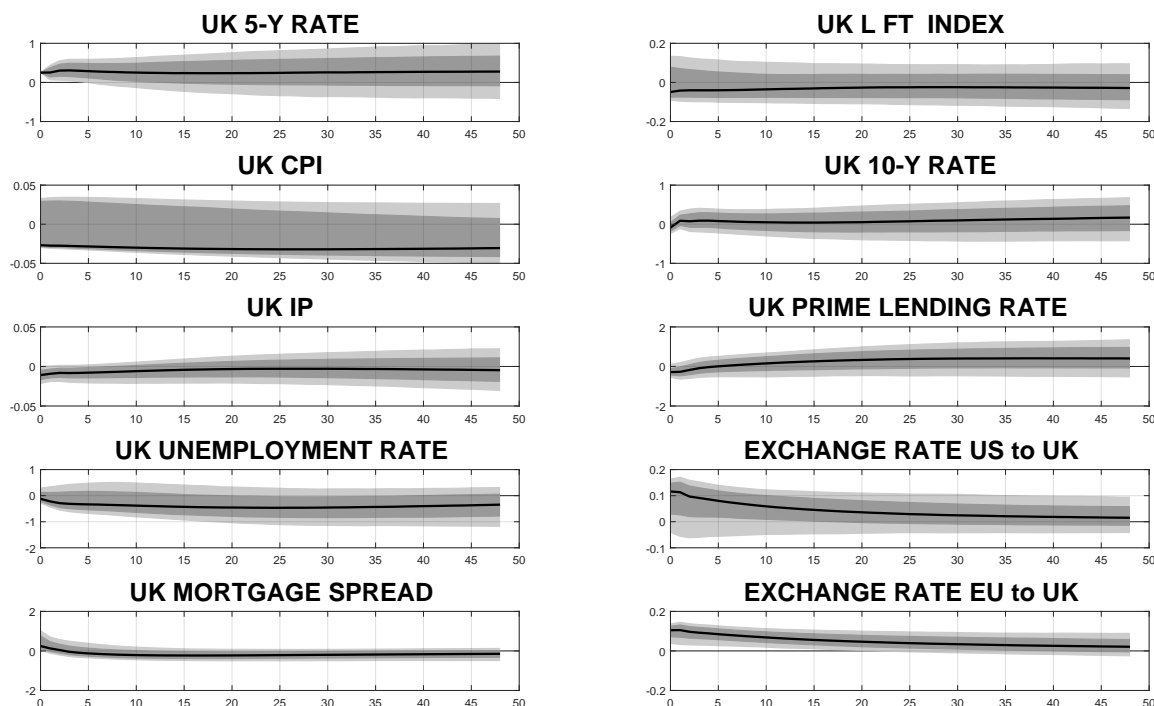 UK 5-Y RATE
1
0
-1
0 5 10 15 20 25 30 35 40 45 50
UK L FT INDEX
0.2
0
-0.2
0 5 10 15 20 25 30 35 40 45 50
UK CPI
0.05
0
-0.05
0 5 10 15 20 25 30 35 40 45 50
UK 10-Y RATE
1
0
-1
0 5 10 15 20 25 30 35 40 45 50
UK IP
0.05
0
-0.05
0 5 10 15 20 25 30 35 40 45 50
UK PRIME LENDING RATE
2
0
-2
0 5 10 15 20 25 30 35 40 45 50
UK UNEMPLOYMENT RATE
1
0
-1
-2
0 5 10 15 20 25 30 35 40 45 50
EXCHANGE RATE US to UK
0.2
0.1
0
-0.1
0 5 10 15 20 25 30 35 40 45 50
UK MORTGAGE SPREAD
2
0
-2
0 5 10 15 20 25 30 35 40 45 50
EXCHANGE RATE EU to UK
0.2
0
-0.2
0 5 10 15 20 25 30 35 40 45 50